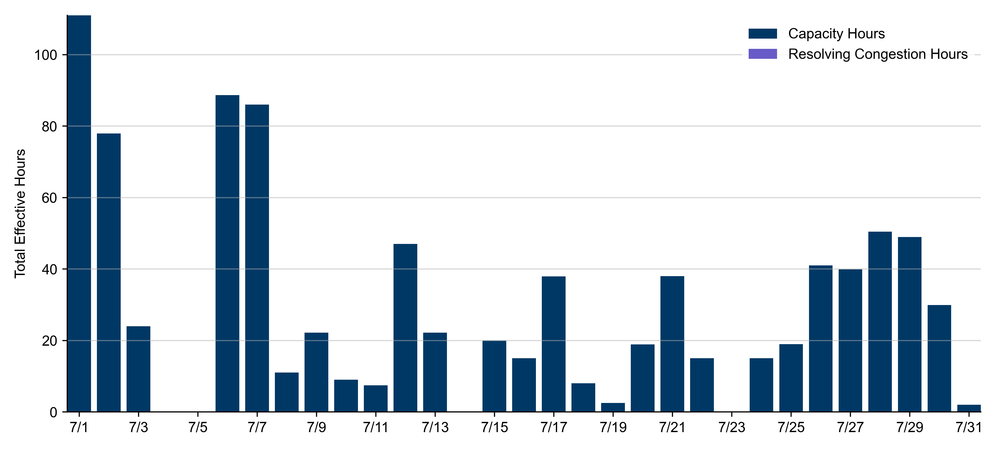 Capacity Hours
Resolving Congestion Hours
Total Effective Hours
100
80
60
40
20
0
7/1 7/3 7/5 7/7 7/9 7/11 7/13 7/15 7/17 7/19 7/21 7/23 7/25 7/27 7/29 7/31